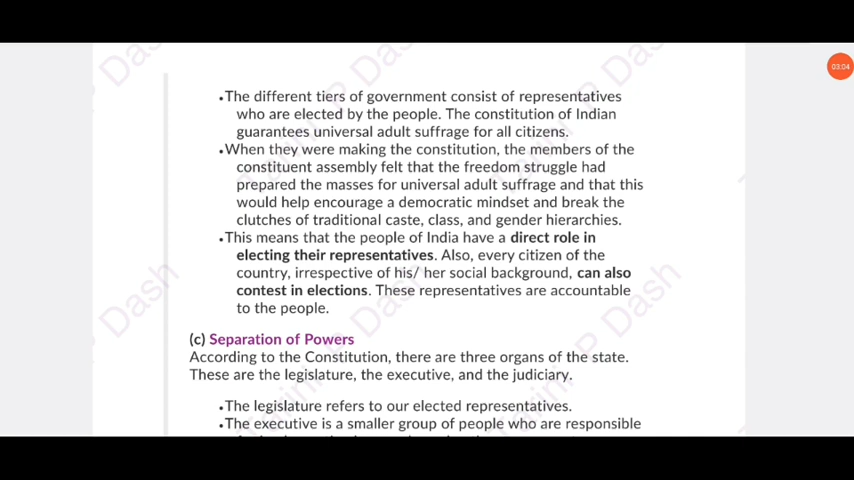 •The different tiers of government consist of representatives
who are elected by the people. The constitution of Indian
guarantees universal adult suffrage for all citizens.
•When they were making the constitution, the members of the
constituent assembly felt that the freedom struggle had
prepared the masses for universal adult suffrage and that this
would help encourage a democratic mindset and break the
clutches of traditional caste, class, and gender hierarchies.
•This means that the people of India have a direct role in
electing their representatives. Also, every citizen of the
country, irrespective of his/ her social background, can also
contest in elections. These representatives are accountable
to the people.
(c) Separation of Powers
According to the Constitution, there are three organs of the state.
These are the legislature, the executive, and the judiciary.
•The legislature refers to our elected representatives.
•The executive is a smaller group of people who are responsible
03:04